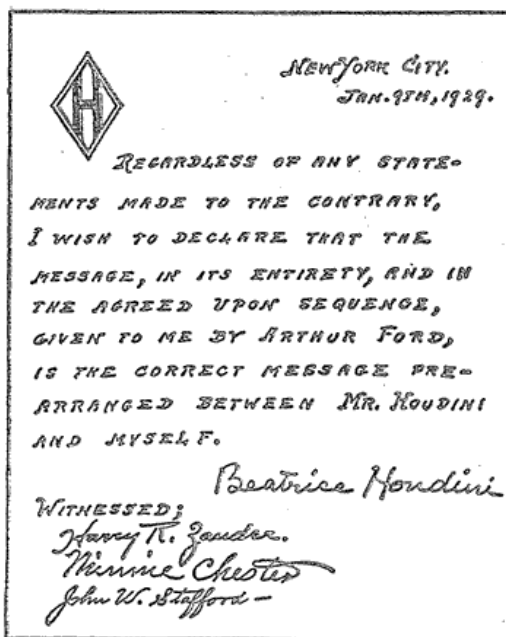 H
NEW YORK CITY.
JAN. 9TH, 1929.
REGARDLESS OF ANY STATE-
MENTS MADE TO THE CONTRARY,
I WISH TO DECLARE THAT THE
MESSAGE, IN ITS ENTIRETY, AND IN
THE AGREED UPON SEQUENCE,
GIVEN TO ME BY ARTHUR FORD,
IS THE CORRECT MESSAGE PRE-
ARRANGED BETWEEN MR. HOUDINI
AND MYSELF.
Beatrice Houdini
WITNESSED;
Harry R. Zander.
Minnie Chester
John W. Stafford-